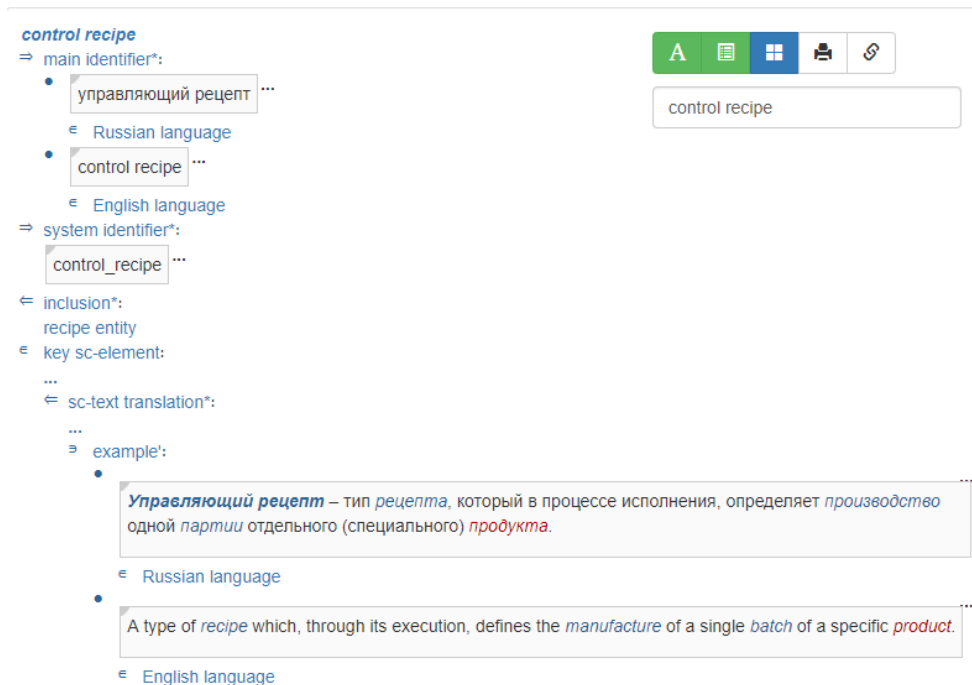 control recipe
⇒ main identifier*:
• управляющий рецепт ...
∈ Russian language
• control recipe ...
∈ English language
⇒ system identifier*:
control_recipe ...
⇐ inclusion*:
recipe entity
∈ key sc-element:
...
⇐ sc-text translation*:
...
∋ example':
•
...
Управляющий рецепт – тип рецепта, который в процессе исполнения, определяет производство
одной партии отдельного (специального) продукта.
∈ Russian language
•
...
A type of recipe which, through its execution, defines the manufacture of a single batch of a specific product.
∈ English language
A
control recipe